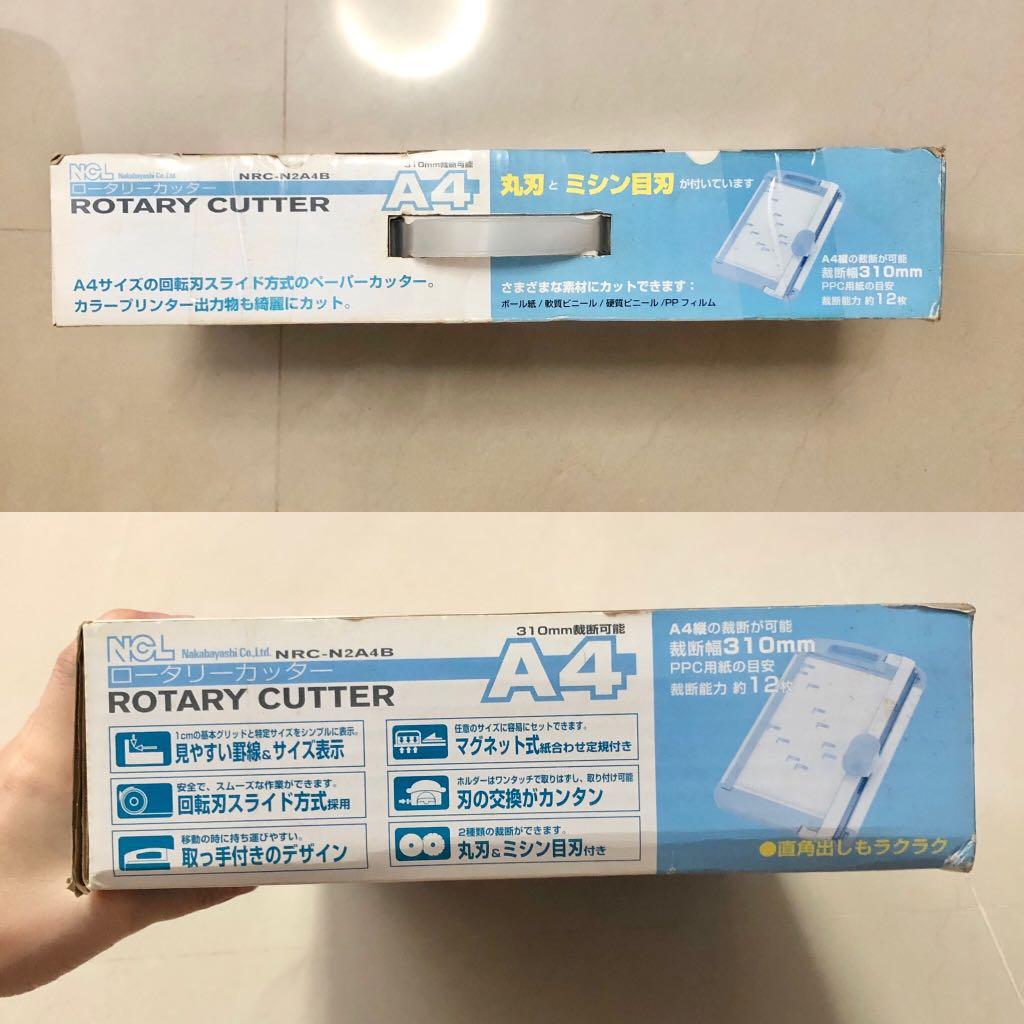 NCL Nakabayashi Co.,Ltd. NRC-N2A4B
ロータリーカッター
ROTARY CUTTER
310mm裁断可能
A4
A4サイズの回転刃スライド方式のペーパーカッター。
カラープリンター出力物も綺麗にカット。
丸刃とミシン目刃が付いています
さまざまな素材にカットできます：
ボール紙/軟質ビニール/硬質ビニール/PPフィルム
A4縦の裁断が可能
裁断幅310mm
PPC用紙の目安
裁断能力 約12枚
NCL Nakabayashi Co.,Ltd. NRC-N2A4B
ロータリーカッター
ROTARY CUTTER
310mm裁断可能
A4
1cmの基本グリッドと特定サイズをシンプルに表示。
見やすい罫線&サイズ表示
安全で、スムーズな作業ができます。
回転刃スライド方式採用
移動の時に持ち運びやすい。
取っ手付きのデザイン
任意のサイズに容易にセットできます。
マグネット式紙合わせ定規付き
ホルダーはワンタッチで取りはずし、取り付け可能
刃の交換がカンタン
2種類の裁断ができます。
丸刃&ミシン目刃付き
A4縦の裁断が可能
裁断幅310mm
PPC用紙の目安
裁断能力 約12枚
●直角出しもラクラク